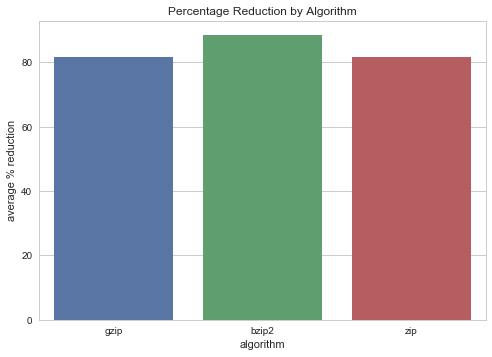 Percentage Reduction by Algorithm
average % reduction
80
60
40
20
0
gzip bzip2 zip
algorithm